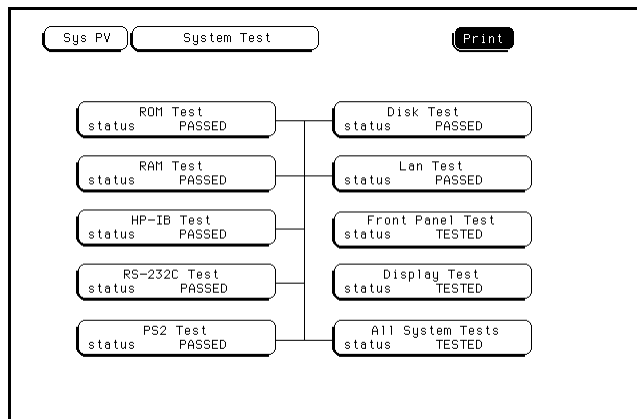 Sys PV System Test Print
ROM Test
status PASSED
Disk Test
status PASSED
RAM Test
status PASSED
Lan Test
status PASSED
HP-IB Test
status PASSED
Front Panel Test
status TESTED
RS-232C Test
status PASSED
Display Test
status TESTED
PS2 Test
status PASSED
All System Tests
status TESTED